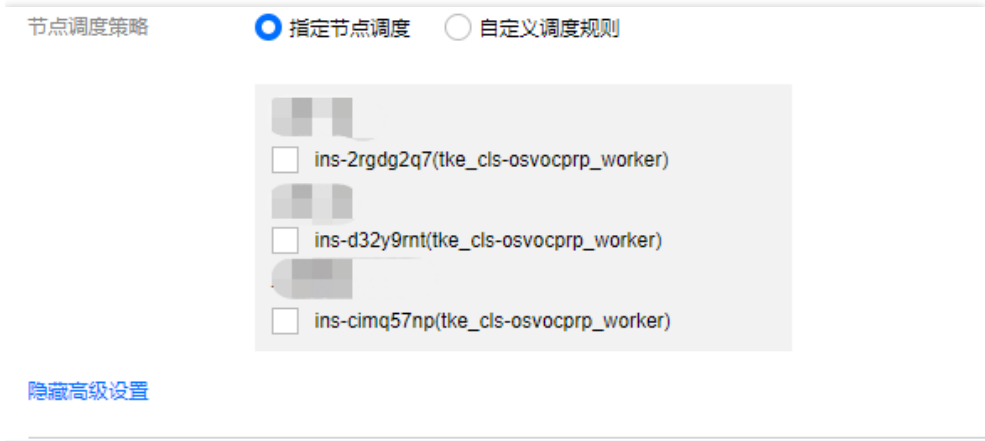 节点调度策略 指定节点调度 自定义调度规则
ins-2rgdg2q7(tke_cls-osvocprp_worker)
ins-d32y9rnt(tke_cls-osvocprp_worker)
ins-cimq57np(tke_cls-osvocprp_worker)
隐藏高级设置